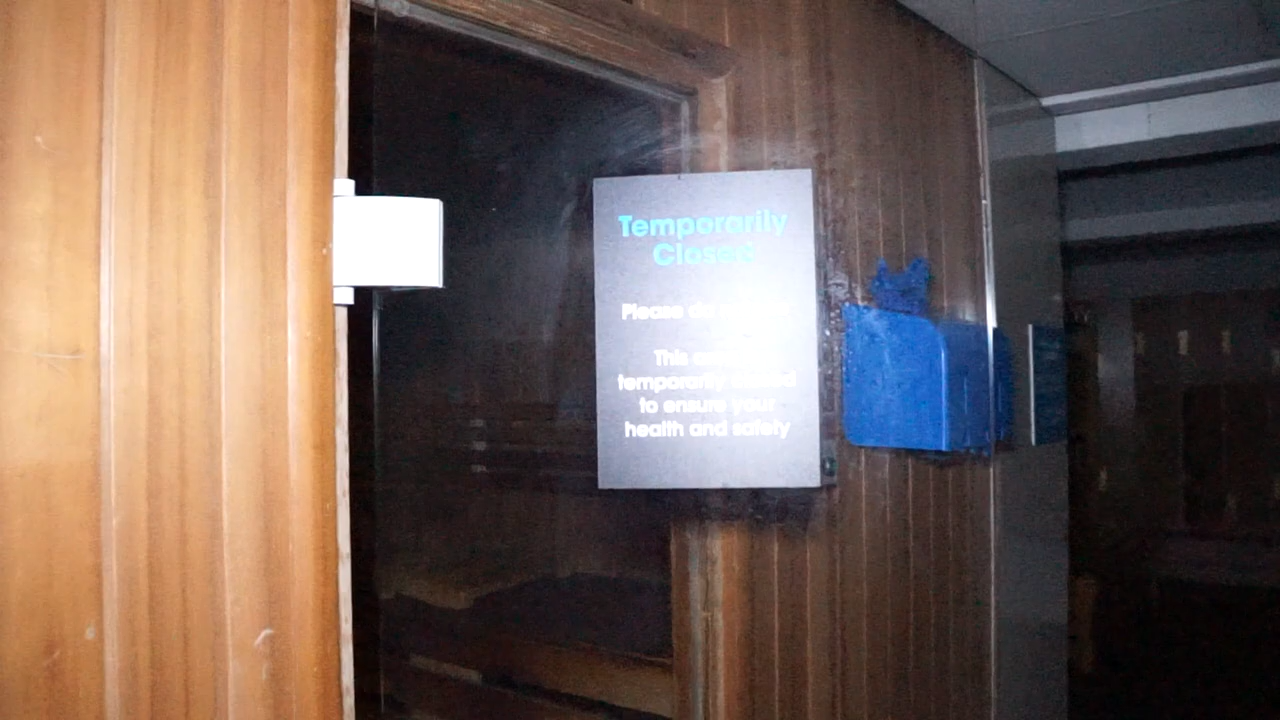 Temporarily
Closed
Please do
This
temporarily
to ensure your
health and safety